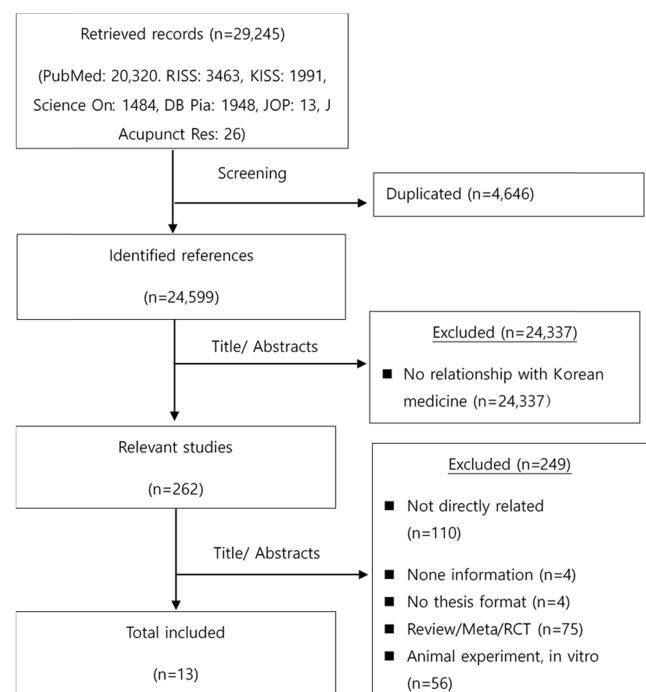 Retrieved records (n=29,245)
(PubMed: 20,320. RISS: 3463, KISS: 1991,
Science On: 1484, DB Pia: 1948, JOP: 13, J
Acupunct Res: 26)
Screening
Duplicated (n=4,646)
Identified references
(n=24,599)
Title/ Abstracts
Excluded (n=24,337)
■ No relationship with Korean
medicine (n=24,337)
Relevant studies
(n=262)
Title/ Abstracts
Excluded (n=249)
■ Not directly related
(n=110)
■ None information (n=4)
■ No thesis format (n=4)
■ Review/Meta/RCT (n=75)
■ Animal experiment, in vitro
(n=56)
Total included
(n=13)